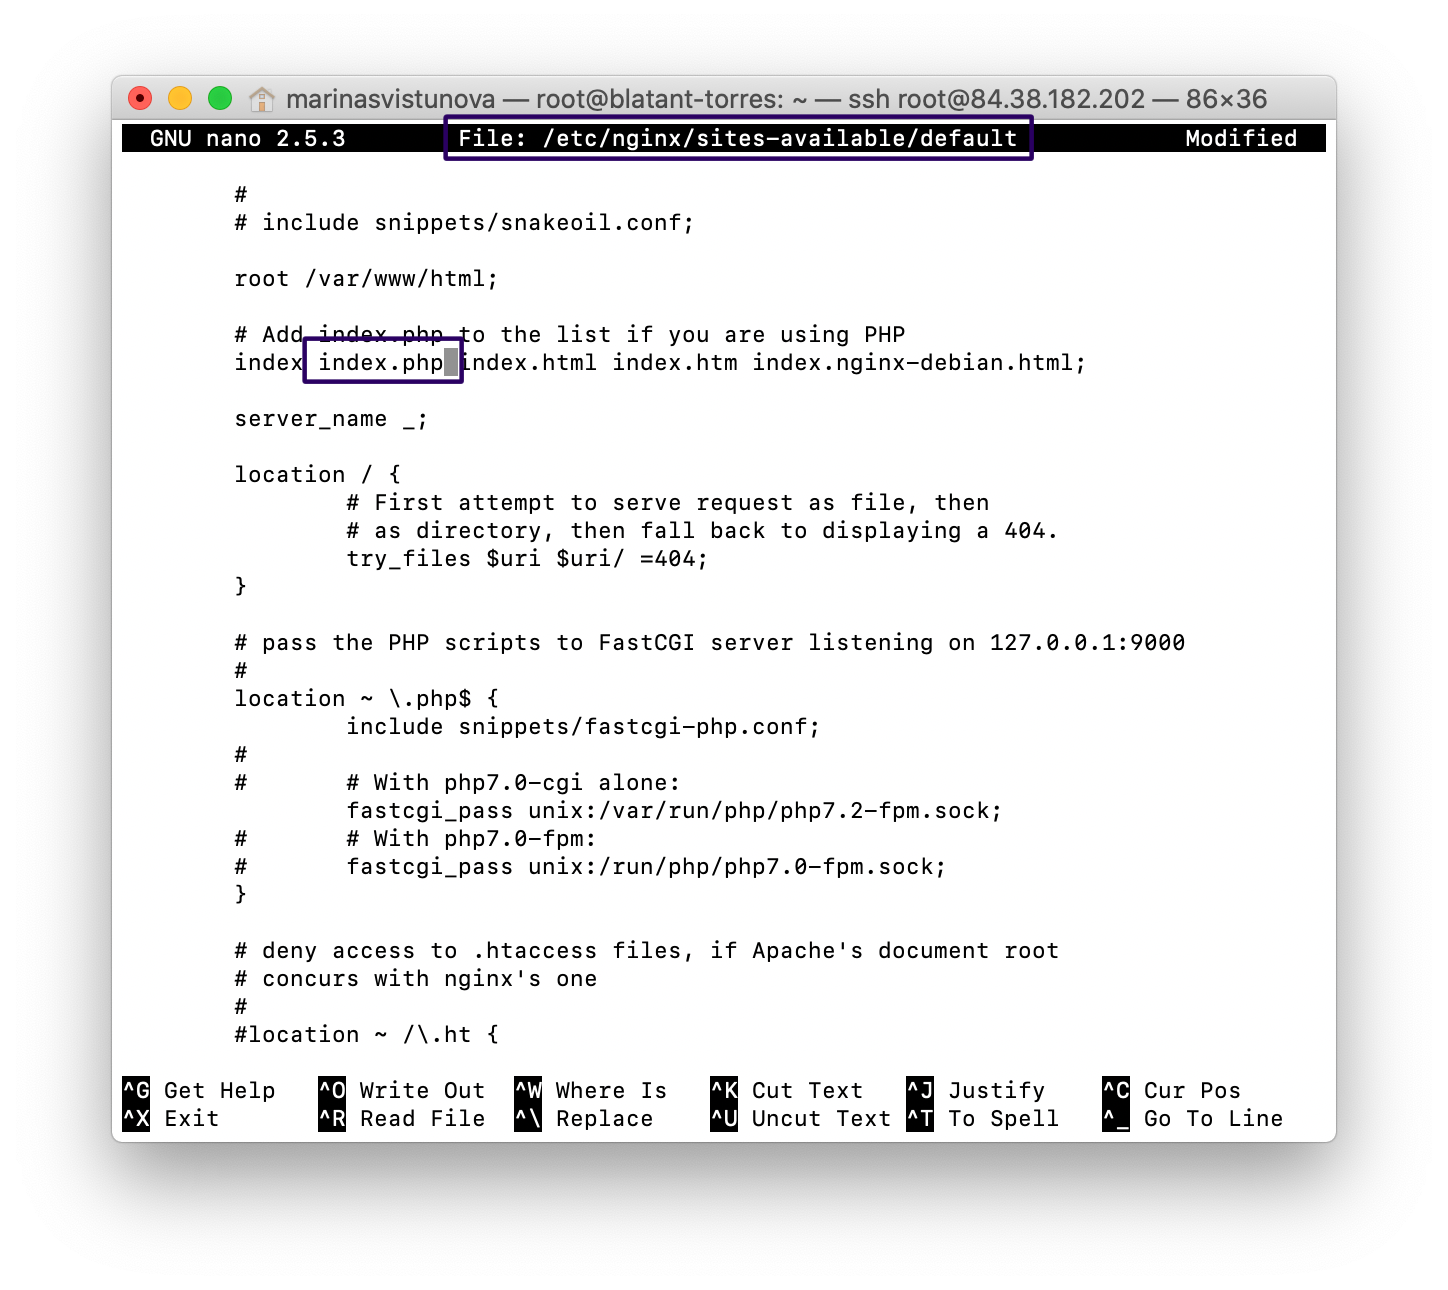 marinasvistunova — root@blatant-torres: ~ — ssh root@84.38.182.202 — 86×36
GNU nano 2.5.3 File: /etc/nginx/sites-available/default Modified
#
# include snippets/snakeoil.conf;
root /var/www/html;
# Add index.php to the list if you are using PHP
index index.php index.html index.htm index.nginx-debian.html;
server_name _;
location / {
# First attempt to serve request as file, then
# as directory, then fall back to displaying a 404.
try_files $uri $uri/ =404;
}
# pass the PHP scripts to FastCGI server listening on 127.0.0.1:9000
#
location ~ \.php$ {
include snippets/fastcgi-php.conf;
#
# # With php7.0-cgi alone:
fastcgi_pass unix:/var/run/php/php7.2-fpm.sock;
# # With php7.0-fpm:
# fastcgi_pass unix:/run/php/php7.0-fpm.sock;
}
# deny access to .htaccess files, if Apache's document root
# concurs with nginx's one
#
#location ~ /\.ht {
^G Get Help ^O Write Out ^W Where Is ^K Cut Text ^J Justify ^C Cur Pos
^X Exit ^R Read File ^\ Replace ^U Uncut Text ^T To Spell ^_ Go To Line